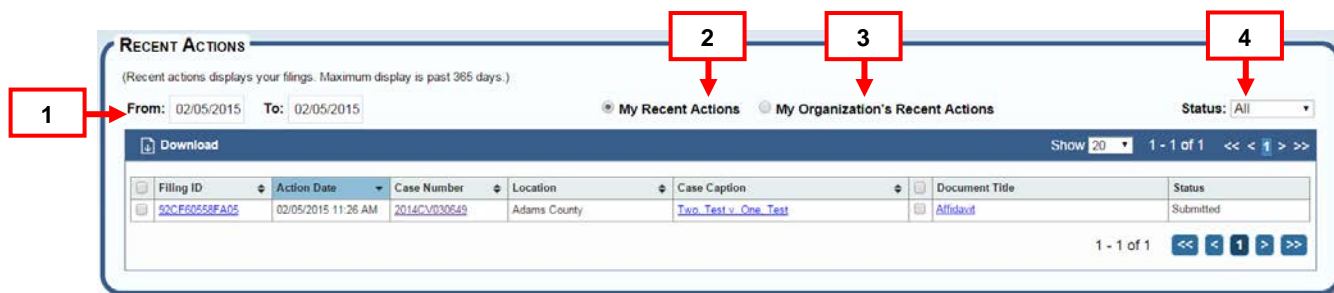 2 3 4
RECENT ACTIONS
(Recent actions displays your filings. Maximum display is past 365 days.)
1 From: 02/05/2015 To: 02/05/2015 My Recent Actions My Organization's Recent Actions Status: All
Download Show 20 1 - 1 of 1 << < 1 > >>
Filing ID Action Date Case Number Location Case Caption Document Title Status
92CF60558FA05 02/05/2015 11:26 AM 2014CV030649 Adams County Two, Test v. One, Test Affidavit Submitted
1 - 1 of 1 << < 1 > >>